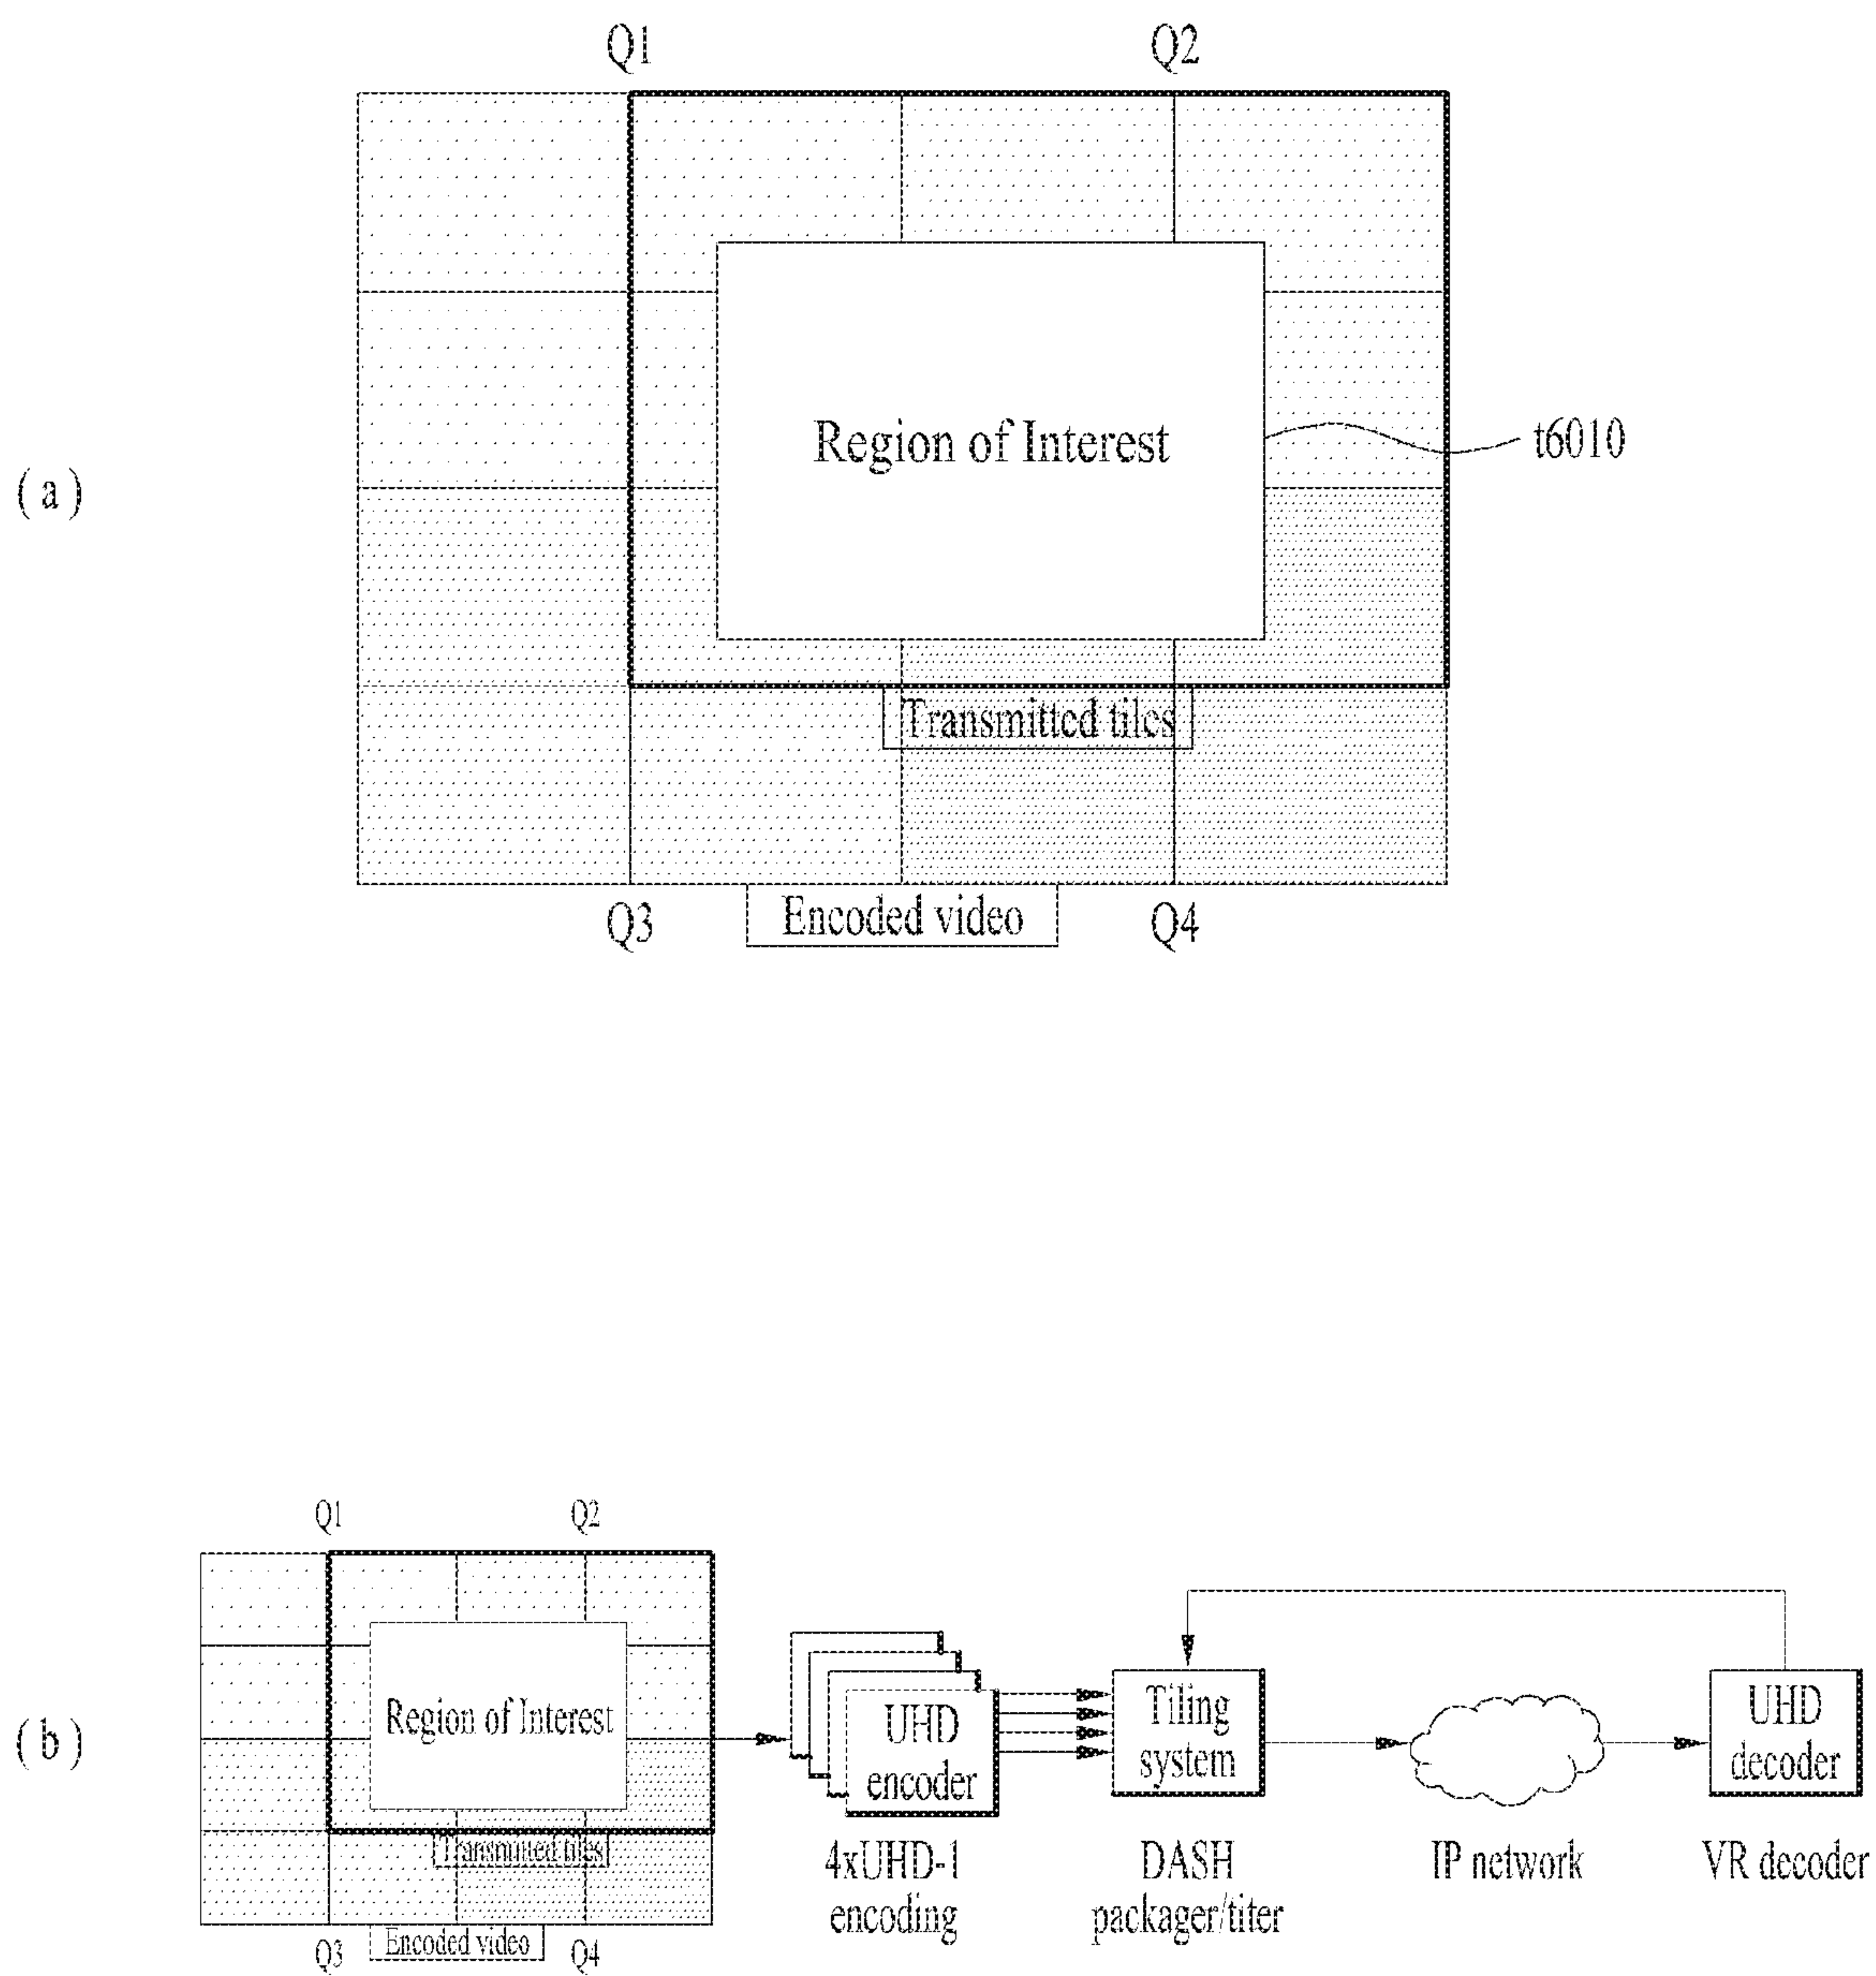 Q1 Q2
Region of Interest
t6010
( a )
Transmitted tiles
Q3 Encoded video Q4
Q1 Q2
Region of Interest
( b )
UHD
encoder
Tiling
system
UHD
decoder
Transmitted tiles
4xUHD-1
encoding
DASH
packager/titer
IP network
VR decoder
Q3 Encoded video Q4